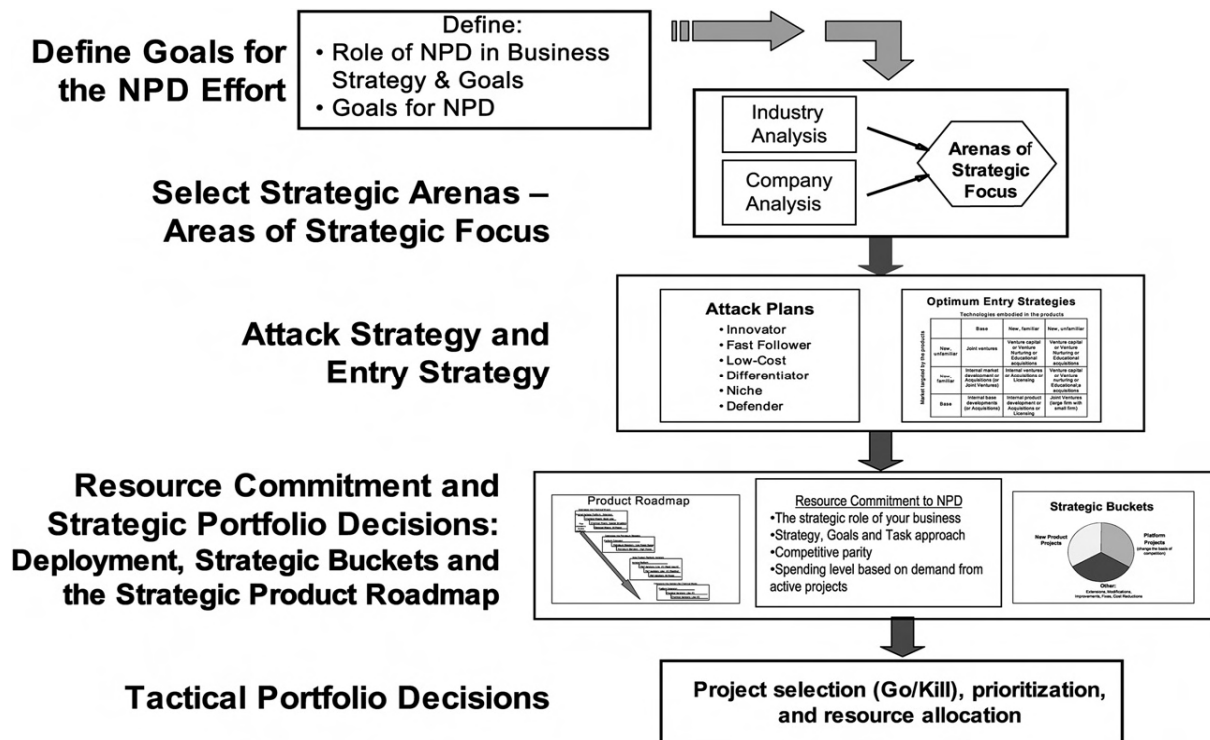 Define Goals for
the NPD Effort
Define:
• Role of NPD in Business
Strategy & Goals
• Goals for NPD
Industry
Analysis
Company
Analysis
Arenas of
Strategic
Focus
Select Strategic Arenas –
Areas of Strategic Focus
Attack Strategy and
Entry Strategy
Attack Plans
• Innovator
• Fast Follower
• Low-Cost
• Differentiator
• Niche
• Defender
Optimum Entry Strategies
Technologies embodied in the products
Market targeted by the products
Base
New, familiar
New, unfamiliar
New,
unfamiliar
Joint ventures
Venture capital
or Venture
Nurturing or
Educational
acquisitions
Venture capital
or Venture
Nurturing or
Educational
acquisitions
New,
familiar
Internal market
development or
Acquisitions (or
Joint Ventures)
Internal ventures
or Acquisitions or
Licensing
Venture capital
or Venture
nurturing or
Educational,a
acquisitions
Base
Internal base
developments
(or Acquisitions)
Internal product
development or
Acquisitions or
Licensing
Joint Ventures
(large firm with
small firm)
Resource Commitment and
Strategic Portfolio Decisions:
Deployment, Strategic Buckets and
the Strategic Product Roadmap
Product Roadmap
Resource Commitment to NPD
•The strategic role of your business
•Strategy, Goals and Task approach
•Competitive parity
•Spending level based on demand from
active projects
Strategic Buckets
New Product
Projects
Platform
Projects
(change the basis of
competition)
Other:
Extensions, Modifications,
Improvements, Fixes, Cost Reductions
Tactical Portfolio Decisions
Project selection (Go/Kill), prioritization,
and resource allocation